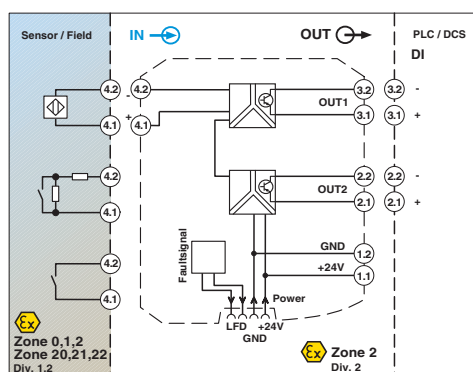 Sensor / Field
IN
OUT
PLC / DCS
DI
4.2
4.2
-
3.2
3.2
-
OUT1
4.1
+
4.1
3.1
3.1
+
4.2
2.2
2.2
-
OUT2
4.1
2.1
2.1
+
GND
1.2
4.2
+24V
1.1
Faultsignal
4.1
Power
LFD
+24V
GND
Ex
Zone 0,1,2
Zone 20,21,22
Div. 1,2
Ex
Zone 2
Div. 2